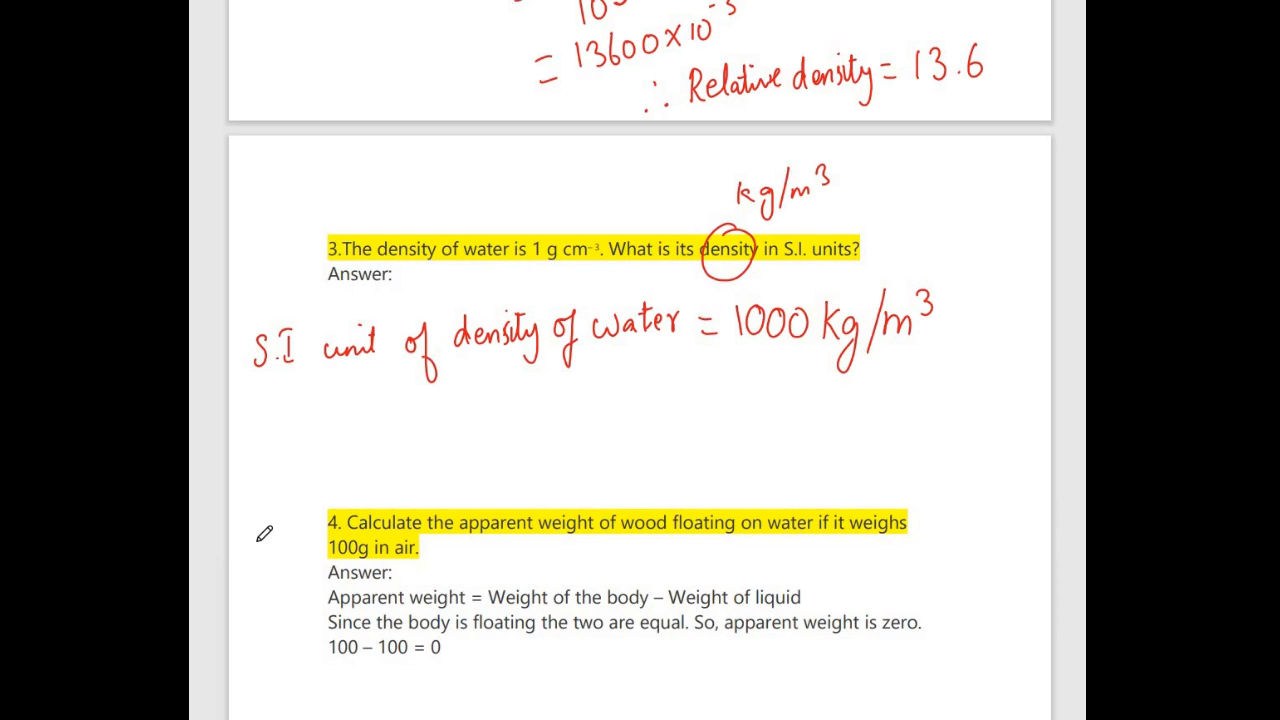 10
= 13600 × 10⁻³
∴ Relative density = 13.6
kg/m³
3.The density of water is 1 g cm⁻³. What is its density in S.I. units?
Answer:
S.I unit of density of water = 1000 kg/m³
4. Calculate the apparent weight of wood floating on water if it weighs
100g in air.
Answer:
Apparent weight = Weight of the body – Weight of liquid
Since the body is floating the two are equal. So, apparent weight is zero.
100 – 100 = 0